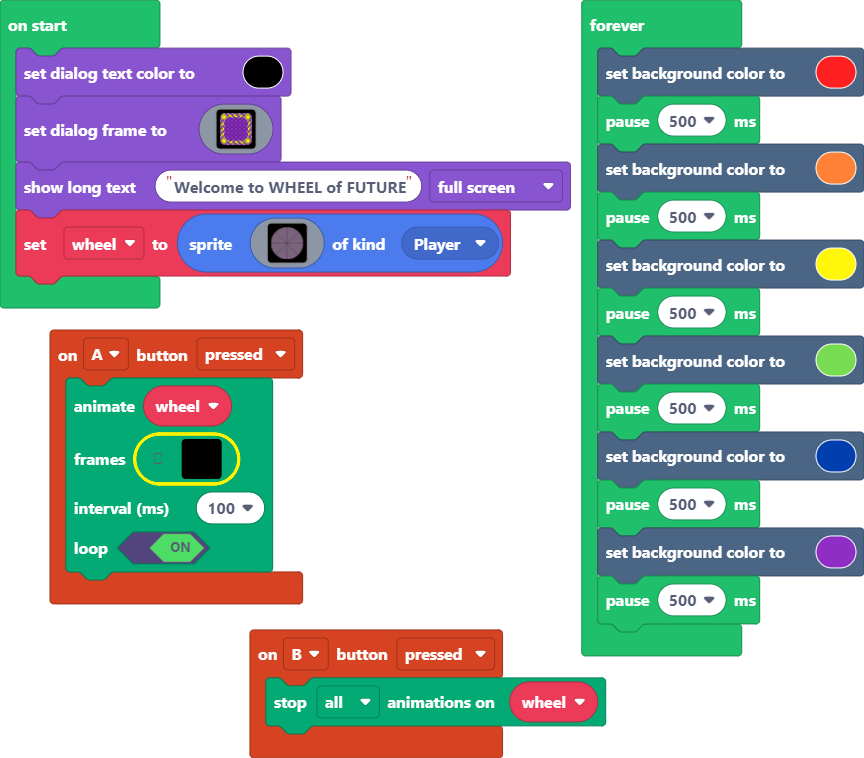 on start
set dialog text color to
set dialog frame to
show long text "Welcome to WHEEL of FUTURE" full screen
set wheel to sprite of kind Player
on A button pressed
animate wheel
frames
interval (ms) 100
loop ON
on B button pressed
stop all animations on wheel
forever
set background color to
pause 500 ms
set background color to
pause 500 ms
set background color to
pause 500 ms
set background color to
pause 500 ms
set background color to
pause 500 ms
set background color to
pause 500 ms